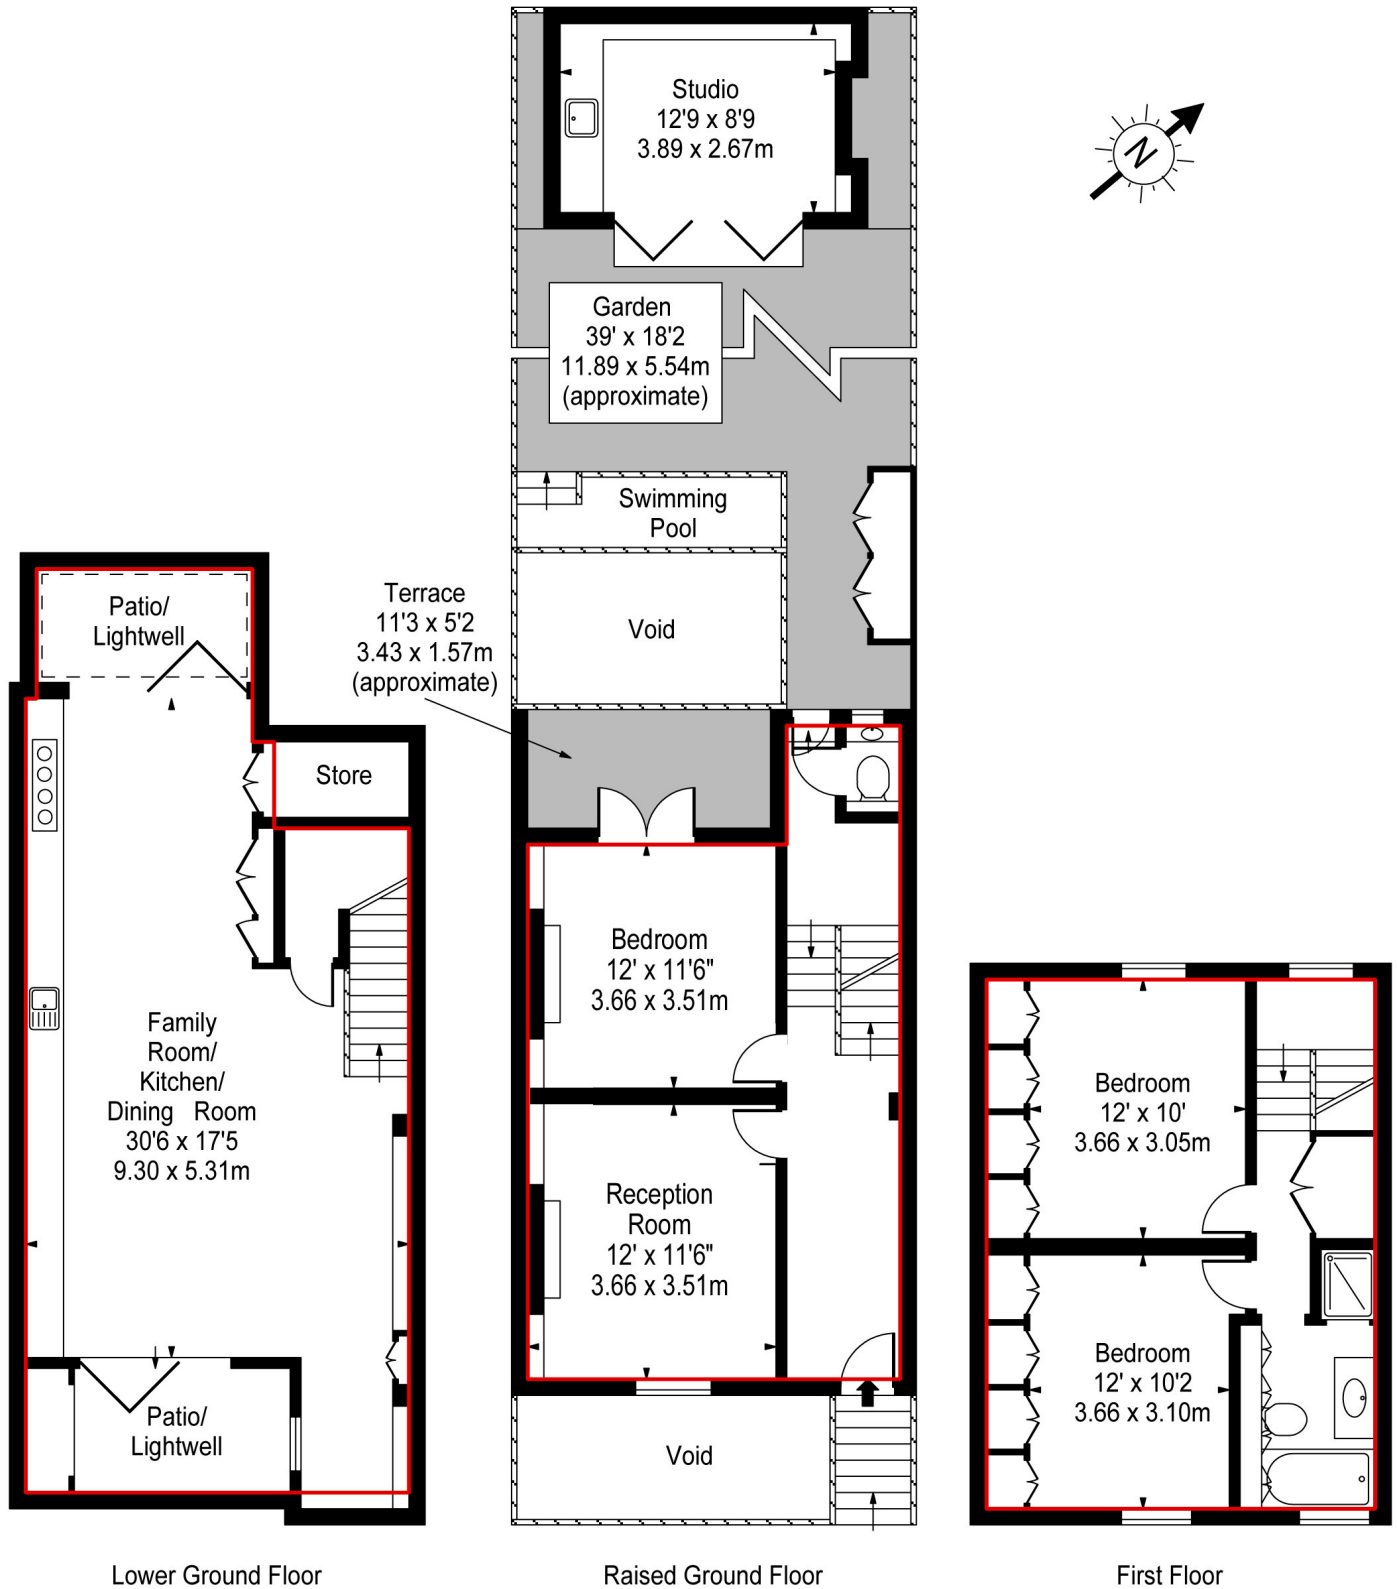 Studio
12'9 x 8'9
3.89 x 2.67m
N
Garden
39' x 18'2
11.89 x 5.54m
(approximate)
Swimming
Pool
Void
Terrace
11'3 x 5'2
3.43 x 1.57m
(approximate)
Patio/
Lightwell
Store
Family
Room/
Kitchen/
Dining Room
30'6 x 17'5
9.30 x 5.31m
Patio/
Lightwell
Bedroom
12' x 11'6"
3.66 x 3.51m
Reception
Room
12' x 11'6"
3.66 x 3.51m
Void
Bedroom
12' x 10'
3.66 x 3.05m
Bedroom
12' x 10'2
3.66 x 3.10m
Lower Ground Floor
Raised Ground Floor
First Floor